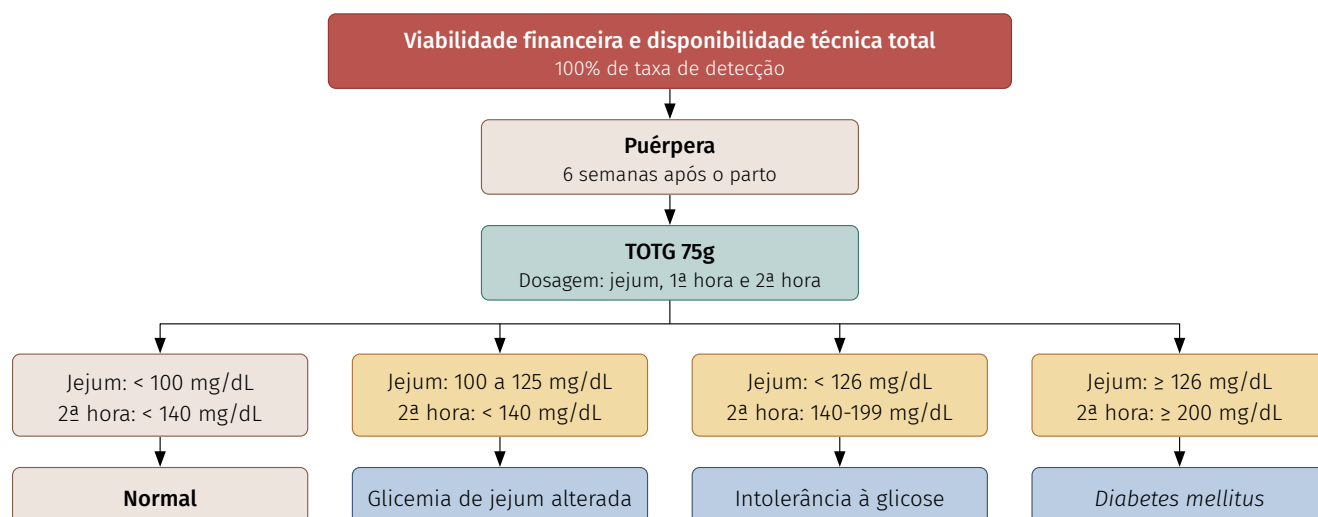 Viabilidade financeira e disponibilidade técnica total
100% de taxa de detecção
Puérpera
6 semanas após o parto
TOTG 75g
Dosagem: jejum, 1ª hora e 2ª hora
Jejum: < 100 mg/dL
2ª hora: < 140 mg/dL
Jejum: 100 a 125 mg/dL
2ª hora: < 140 mg/dL
Jejum: < 126 mg/dL
2ª hora: 140-199 mg/dL
Jejum: ≥ 126 mg/dL
2ª hora: ≥ 200 mg/dL
Normal
Glicemia de jejum alterada
Intolerância à glicose
Diabetes mellitus